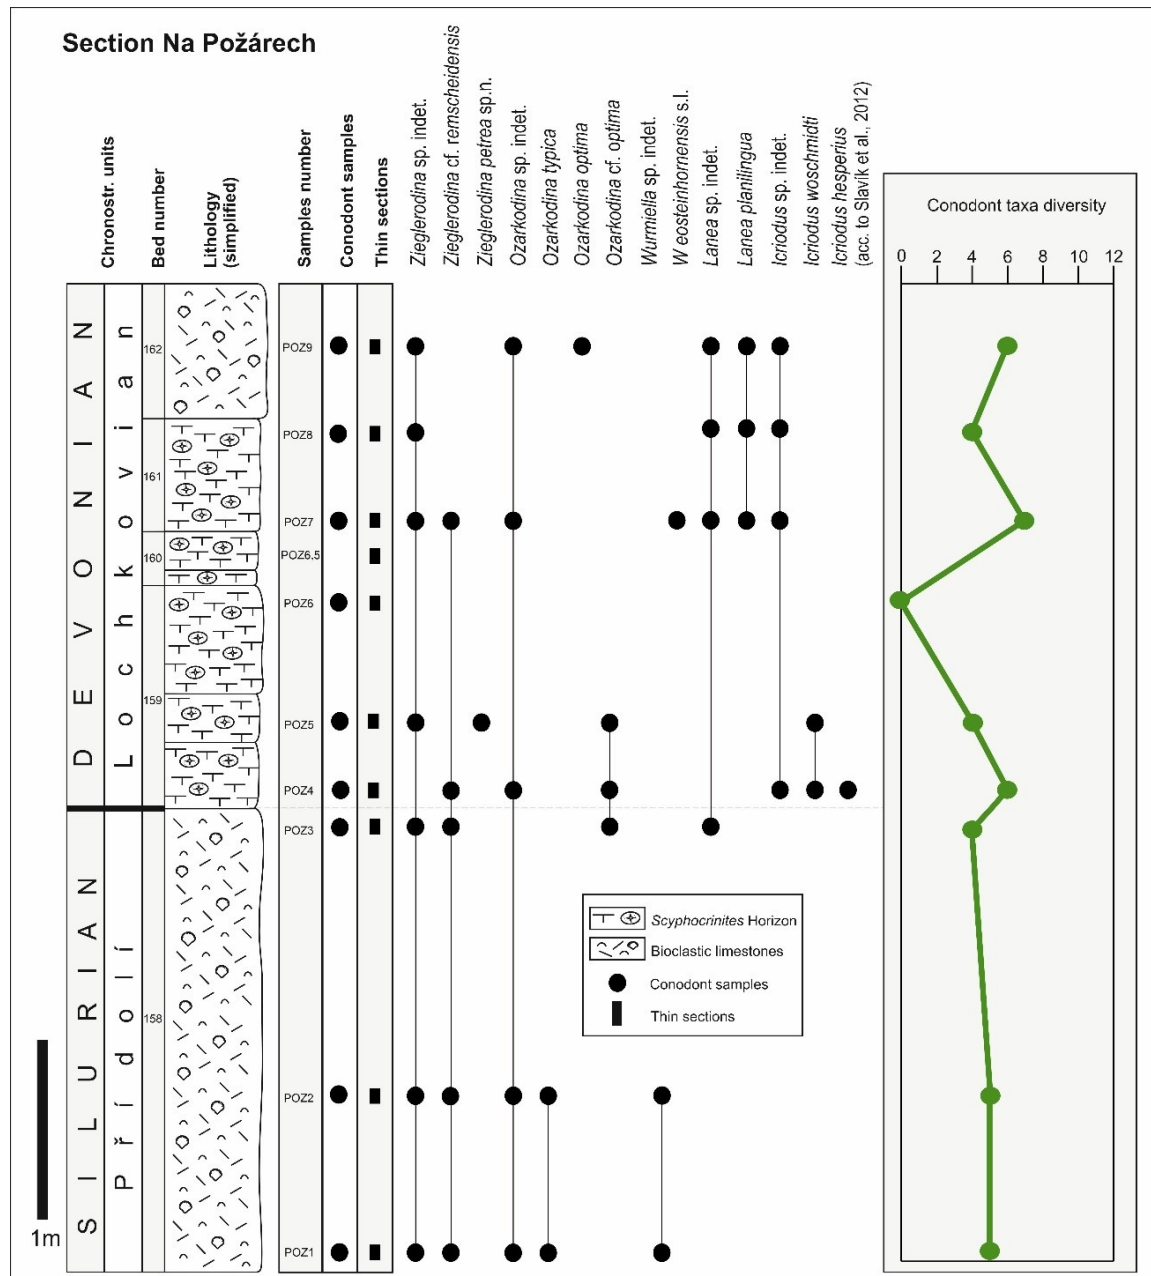 Section Na Požárech
Chronostr. units
Bed number
Lithology
(simplified)
Samples number
Conodont samples
Thin sections
Zieglerodina sp. indet.
Zieglerodina cf. remscheidensis
Zieglerodina petrea sp.n.
Ozarkodina sp. indet.
Ozarkodina typica
Ozarkodina optima
Ozarkodina cf. optima
Wurmiella sp. indet.
W eosteinhornensis s.l.
Lanea sp. indet.
Lanea planilingua
Icriodus sp. indet.
Icriodus woschmidti
Icriodus hesperius
(acc. to Slavík et al., 2012)
Conodont taxa diversity
0 2 4 6 8 10 12
DEVONIAN
Lochkovian
SILURIAN
Přídolí
162
161
160
159
158
POZ9
POZ8
POZ7
POZ6.5
POZ6
POZ5
POZ4
POZ3
POZ2
POZ1
Scyphocrinites Horizon
Bioclastic limestones
Conodont samples
Thin sections
1m